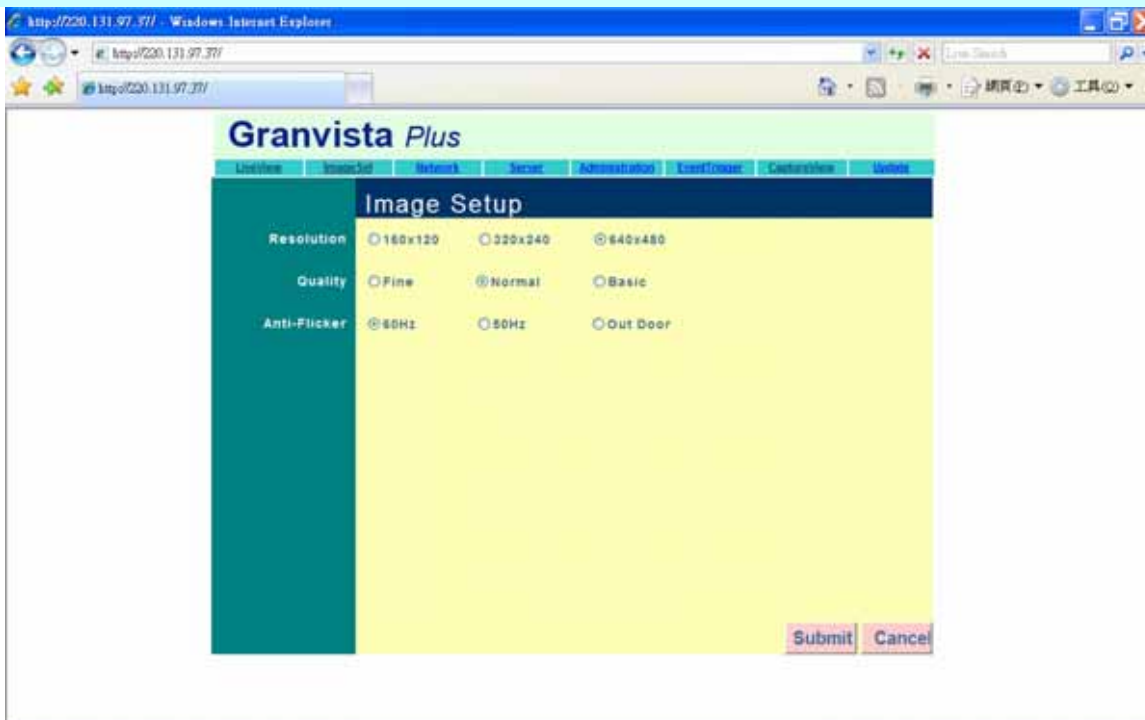 http://220.131.97.37/ - Windows Internet Explorer
http://220.131.97.37/
Live Search
http://220.131.97.37/
網頁(P)
工具(O)
Granvista Plus
LiveView ImageSet Network Server Administration EventTrigger CaptureView Update
Image Setup
Resolution 160x120 320x240 640x480
Quality Fine Normal Basic
Anti-Flicker 60Hz 50Hz Out Door
Submit Cancel